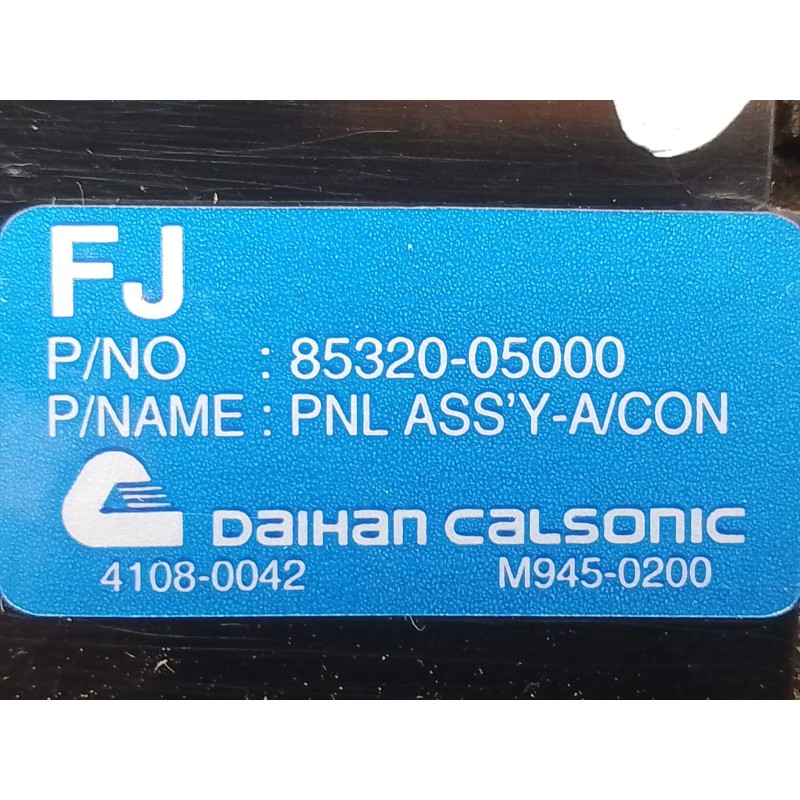 FJ
P/NO : 85320-05000
P/NAME : PNL ASS'Y-A/CON
DAIHAN CALSONIC
4108-0042 M945-0200